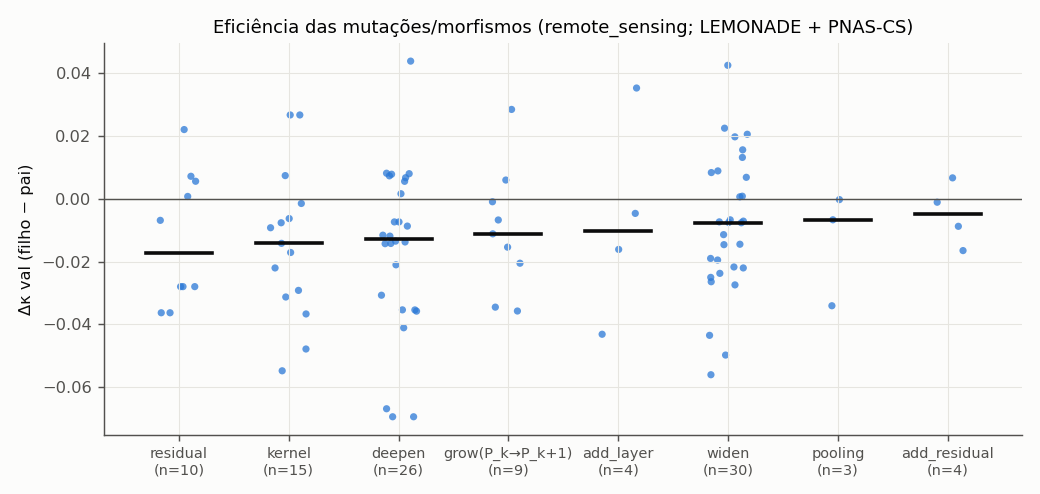 Eficiência das mutações/morfismos (remote_sensing; LEMONADE + PNAS-CS)
Δκ val (filho − pai)
0.04
0.02
0.00
−0.02
−0.04
−0.06
residual
(n=10)
kernel
(n=15)
deepen
(n=26)
grow(P_k→P_k+1)
(n=9)
add_layer
(n=4)
widen
(n=30)
pooling
(n=3)
add_residual
(n=4)